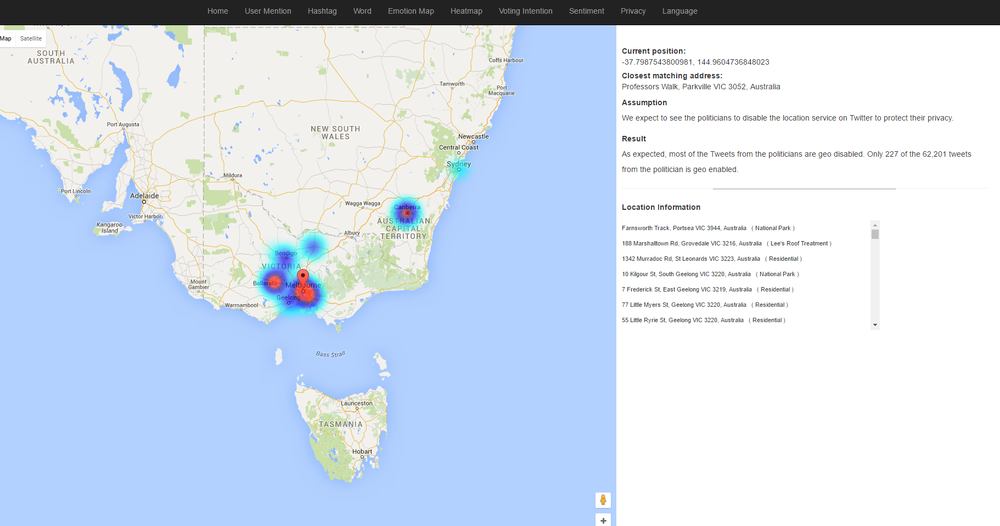 Home User Mention Hashtag Word Emotion Map Heatmap Voting Intention Sentiment Privacy Language
Map Satellite
SOUTH
AUSTRALIA
Coffs Harbour
Tamworth
Port
Macquarie
Port Augusta
NEW SOUTH
WALES
Newcastle
Central Coast
Sydney
Mildura
Port Lincoln
Adelaide
Wagga Wagga
Canberra
Victor Harbor
AUSTRALIAN
CAPITAL
TERRITORY
Kangaroo
Island
Albury
Bendigo
VICTORIA
Mount
Gambier
Ballarat
Melbourne
Geelong
Warrnambool
Bass Strait
Launceston
TASMANIA
Hobart
Current position:
-37.7987543800981, 144.9604736848023
Closest matching address:
Professors Walk, Parkville VIC 3052, Australia
Assumption
We expect to see the politicians to disable the location service on Twitter to protect their privacy.
Result
As expected, most of the Tweets from the politicians are geo disabled. Only 227 of the 62,201 tweets
from the politician is geo enabled.
Location Information
Farnsworth Track, Portsea VIC 3944, Australia ( National Park )
188 Marshalltown Rd, Grovedale VIC 3216, Australia ( Lee's Roof Treatment )
1342 Murradoc Rd, St Leonards VIC 3223, Australia ( Residential )
10 Kilgour St, South Geelong VIC 3220, Australia ( National Park )
7 Frederick St, East Geelong VIC 3219, Australia ( Residential )
77 Little Myers St, Geelong VIC 3220, Australia ( Residential )
55 Little Ryrie St, Geelong VIC 3220, Australia ( Residential )